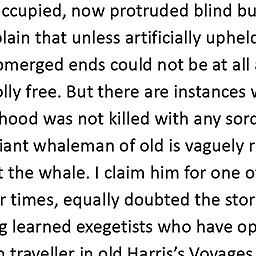 occupied, now protruded blind bu
plain that unless artificially uphel
bmerged ends could not be at all
olly free. But there are instances
hood was not killed with any sor
iant whaleman of old is vaguely r
t the whale. I claim him for one o
r times, equally doubted the stor
g learned exegetists who have op
traveller in old Harris’s Voyages